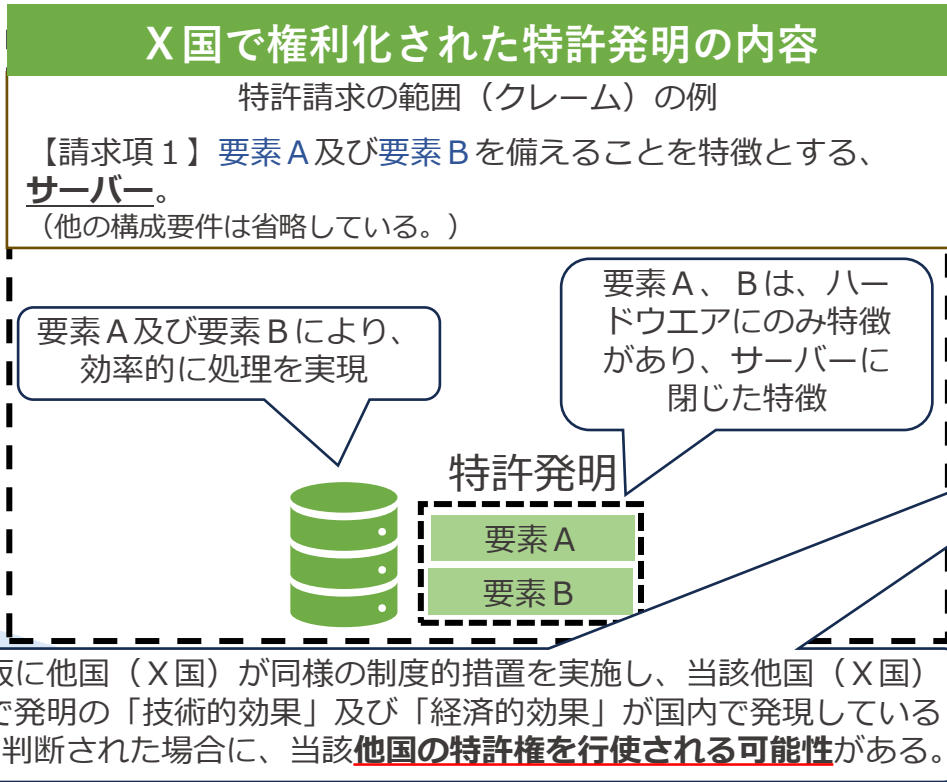 X国で権利化された特許発明の内容
特許請求の範囲（クレーム）の例
【請求項１】要素Ａ及び要素Ｂを備えることを特徴とする、
サーバー。
（他の構成要件は省略している。）
要素Ａ及び要素Ｂにより、
効率的に処理を実現
要素Ａ、Ｂは、ハー
ドウエアにのみ特徴
があり、サーバーに
閉じた特徴
特許発明
要素Ａ
要素Ｂ
に他国（Ｘ国）が同様の制度的措置を実施し、当該他国（Ｘ国）
発明の「技術的効果」及び「経済的効果」が国内で発現している
判断された場合に、当該他国の特許権を行使される可能性がある。